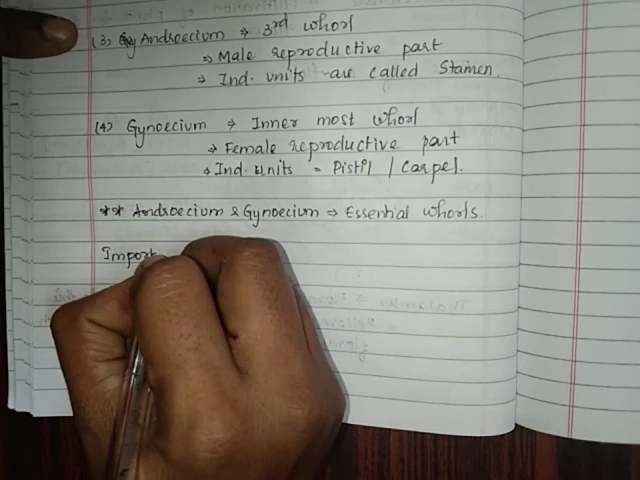 (3) Androecium ⇒ 3rd whorl
⇒ Male reproductive part
⇒ Ind. units are called Stamen.
(4) Gynoecium ⇒ Inner most whorl
⇒ Female reproductive part
⇒ Ind. units = Pistil / Carpel.
** Androecium & Gynoecium ⇒ Essential whorls.
Import